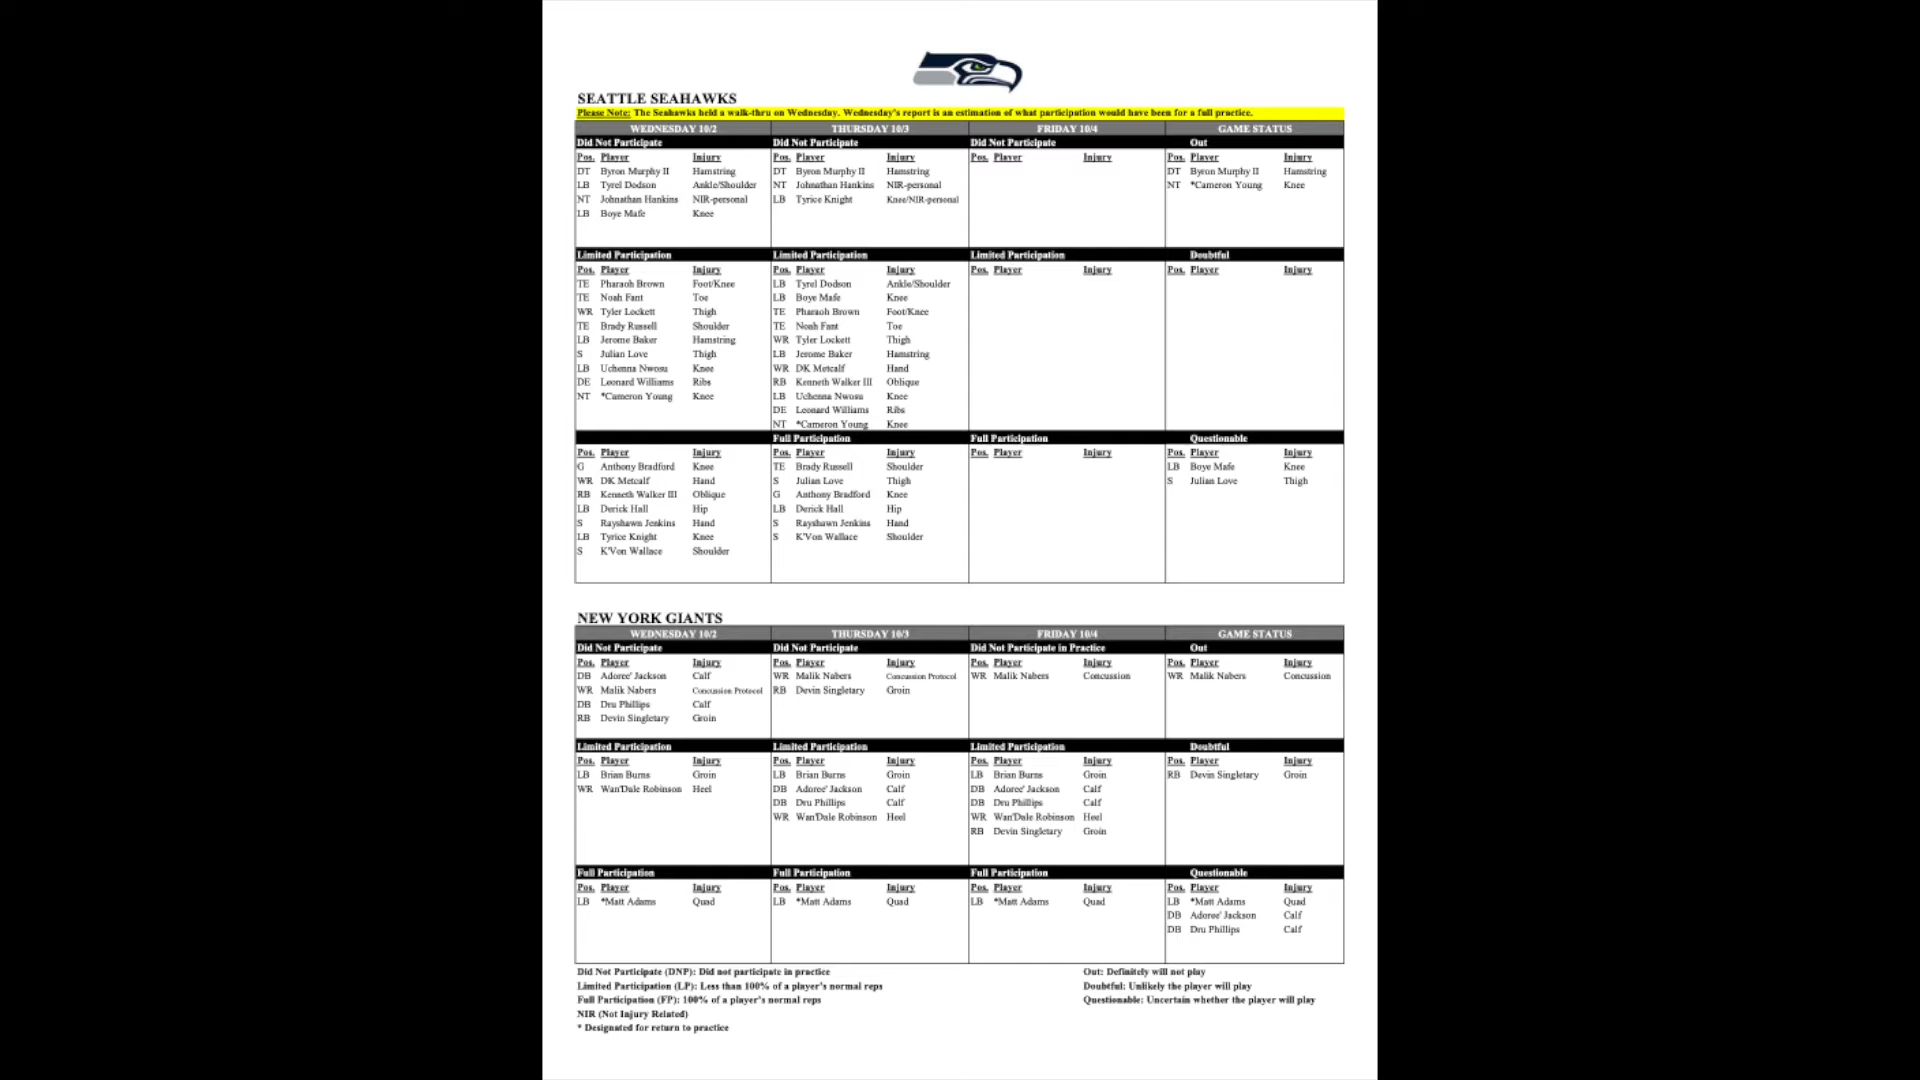 SEATTLE SEAHAWKS
Please Note: The Seahawks held a walk-thru on Wednesday. Wednesday's report is an estimation of what participation would have been for a full practice.
WEDNESDAY 10/2 THURSDAY 10/3 FRIDAY 10/4 GAME STATUS
Did Not Participate Did Not Participate Did Not Participate Out
Pos. Player Injury Pos. Player Injury Pos. Player Injury Pos. Player Injury
DT Byron Murphy II Hamstring DT Byron Murphy II Hamstring DT Byron Murphy II Hamstring
LB Tyrel Dodson Ankle/Shoulder NT Johnathan Hankins NIR-personal NT *Cameron Young Knee
NT Johnathan Hankins NIR-personal LB Tyrice Knight Knee/NIR-personal
LB Boye Mafe Knee
Limited Participation Limited Participation Limited Participation Doubtful
Pos. Player Injury Pos. Player Injury Pos. Player Injury Pos. Player Injury
TE Pharaoh Brown Foot/Knee LB Tyrel Dodson Ankle/Shoulder
TE Noah Fant Toe LB Boye Mafe Knee
WR Tyler Lockett Thigh TE Pharaoh Brown Foot/Knee
TE Brady Russell Shoulder TE Noah Fant Toe
LB Jerome Baker Hamstring WR Tyler Lockett Thigh
S Julian Love Thigh LB Jerome Baker Hamstring
LB Uchenna Nwosu Knee WR DK Metcalf Hand
DE Leonard Williams Ribs RB Kenneth Walker III Oblique
NT *Cameron Young Knee LB Uchenna Nwosu Knee
DE Leonard Williams Ribs
NT *Cameron Young Knee
Full Participation Full Participation Questionable
Pos. Player Injury Pos. Player Injury Pos. Player Injury Pos. Player Injury
G Anthony Bradford Knee TE Brady Russell Shoulder LB Boye Mafe Knee
WR DK Metcalf Hand S Julian Love Thigh S Julian Love Thigh
RB Kenneth Walker III Oblique G Anthony Bradford Knee
LB Derick Hall Hip LB Derick Hall Hip
S Rayshawn Jenkins Hand S Rayshawn Jenkins Hand
LB Tyrice Knight Knee S K'Von Wallace Shoulder
S K'Von Wallace Shoulder
NEW YORK GIANTS
WEDNESDAY 10/2 THURSDAY 10/3 FRIDAY 10/4 GAME STATUS
Did Not Participate Did Not Participate Did Not Participate in Practice Out
Pos. Player Injury Pos. Player Injury Pos. Player Injury Pos. Player Injury
DB Adoree' Jackson Calf WR Malik Nabers Concussion Protocol WR Malik Nabers Concussion WR Malik Nabers Concussion
WR Malik Nabers Concussion Protocol RB Devin Singletary Groin
DB Dru Phillips Calf
RB Devin Singletary Groin
Limited Participation Limited Participation Limited Participation Doubtful
Pos. Player Injury Pos. Player Injury Pos. Player Injury Pos. Player Injury
LB Brian Burns Groin LB Brian Burns Groin LB Brian Burns Groin RB Devin Singletary Groin
WR Wan'Dale Robinson Heel DB Adoree' Jackson Calf DB Adoree' Jackson Calf
DB Dru Phillips Calf DB Dru Phillips Calf
WR Wan'Dale Robinson Heel WR Wan'Dale Robinson Heel
RB Devin Singletary Groin
Full Participation Full Participation Full Participation Questionable
Pos. Player Injury Pos. Player Injury Pos. Player Injury Pos. Player Injury
LB *Matt Adams Quad LB *Matt Adams Quad LB *Matt Adams Quad LB *Matt Adams Quad
DB Adoree' Jackson Calf
DB Dru Phillips Calf
Did Not Participate (DNP): Did not participate in practice Out: Definitely will not play
Limited Participation (LP): Less than 100% of a player's normal reps Doubtful: Unlikely the player will play
Full Participation (FP): 100% of a player's normal reps Questionable: Uncertain whether the player will play
NIR (Not Injury Related)
* Designated for return to practice